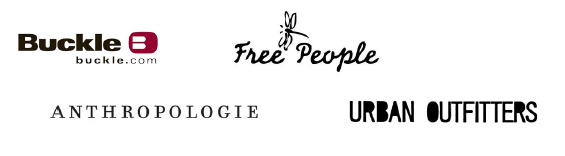 Buckle B
buckle.com
Free People
ANTHROPOLOGIE
URBAN OUTFITTERS